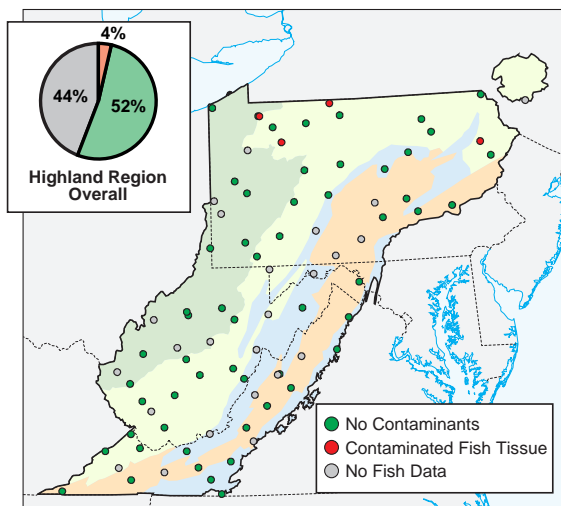 4%
44%
52%
Highland Region
Overall
No Contaminants
Contaminated Fish Tissue
No Fish Data